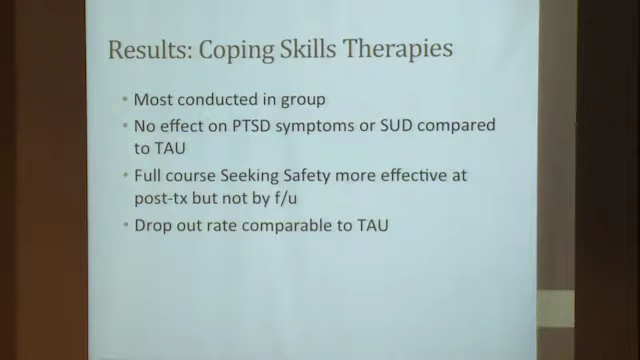 Results: Coping Skills Therapies
• Most conducted in group
• No effect on PTSD symptoms or SUD compared
to TAU
• Full course Seeking Safety more effective at
post-tx but not by f/u
• Drop out rate comparable to TAU